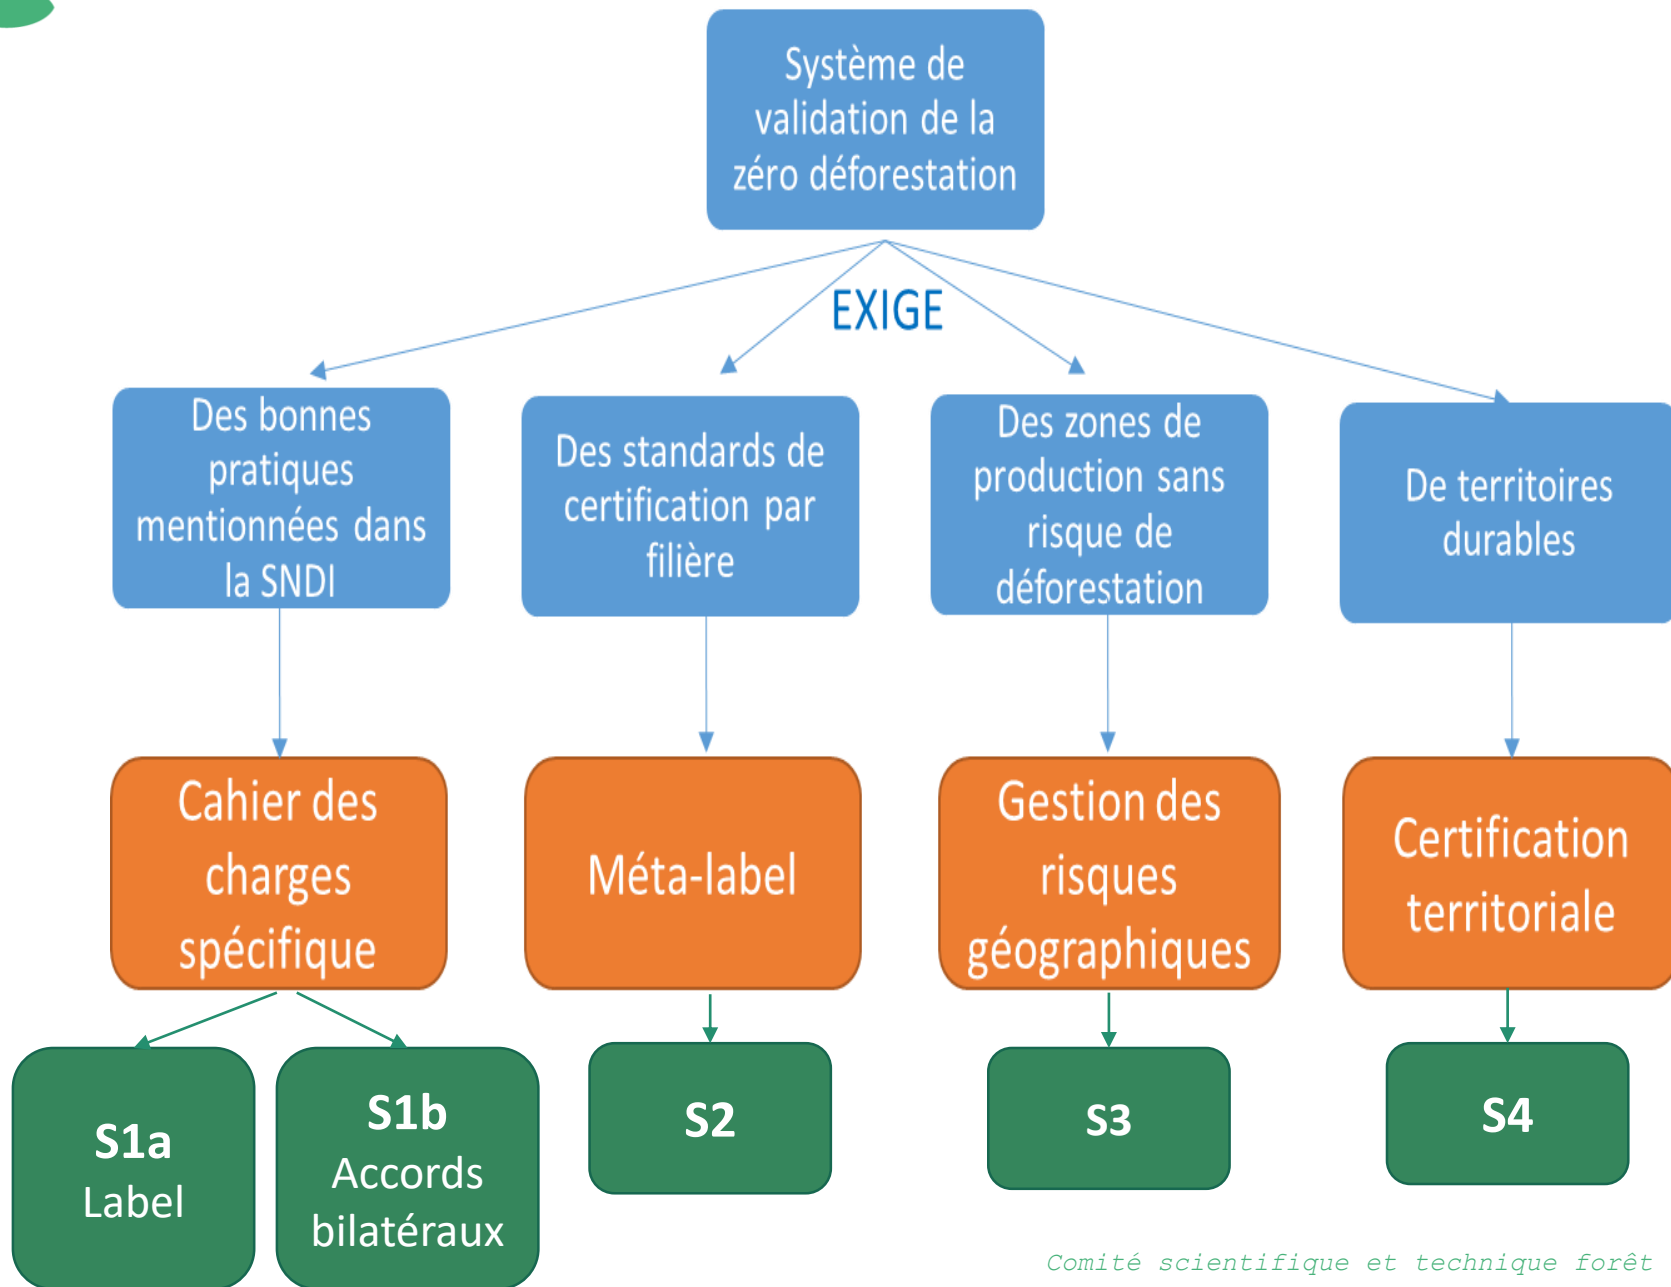 Système de
validation de la
zéro déforestation
EXIGE
Des bonnes
pratiques
mentionnées dans
la SNDI
Des standards de
certification par
filière
Des zones de
production sans
risque de
déforestation
De territoires
durables
Cahier des
charges
spécifique
Méta-label
Gestion des
risques
géographiques
Certification
territoriale
S1a
Label
S1b
Accords
bilatéraux
S2
S3
S4
Comité scientifique et technique forêt